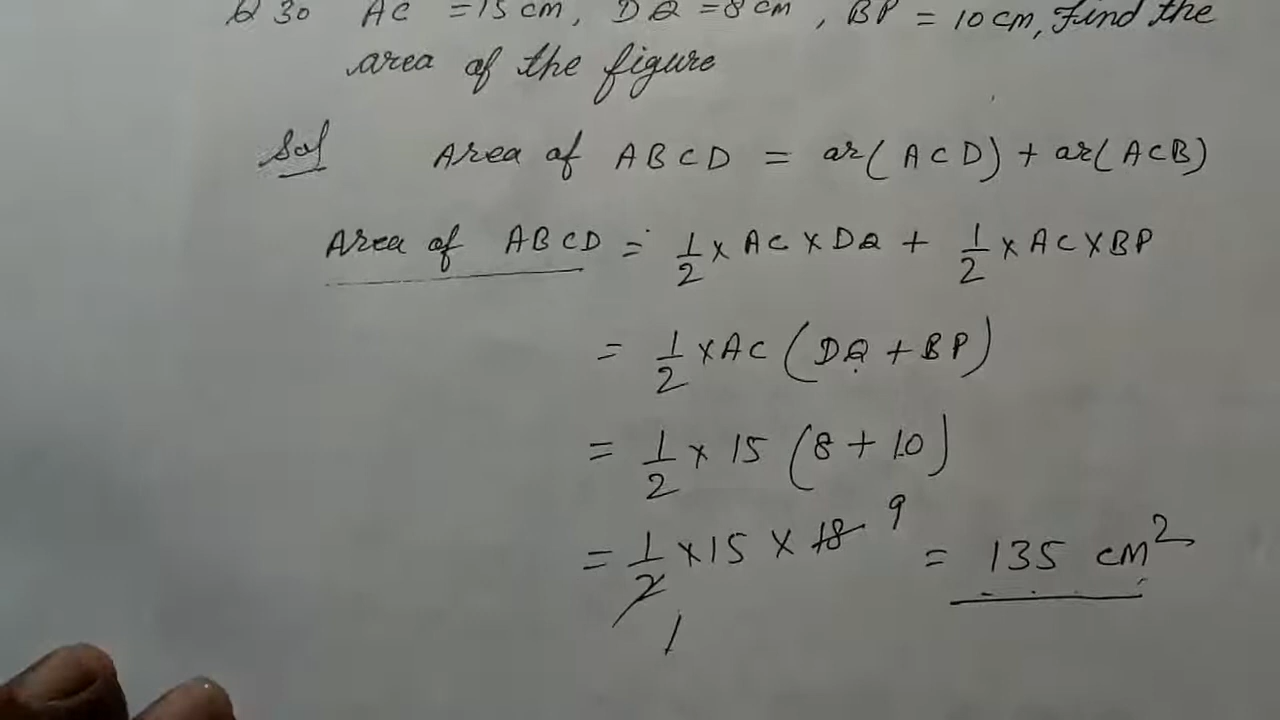 Q 30 AC = 15 cm, DQ = 8 cm, BP = 10 cm, Find the
area of the figure
Sol Area of ABCD = ar(ACD) + ar(ACB)
Area of ABCD = 1/2 × AC × DQ + 1/2 × AC × BP
= 1/2 × AC (DQ + BP)
= 1/2 × 15 (8 + 10)
= 1/2 × 15 × 18 9 = 135 cm²
1